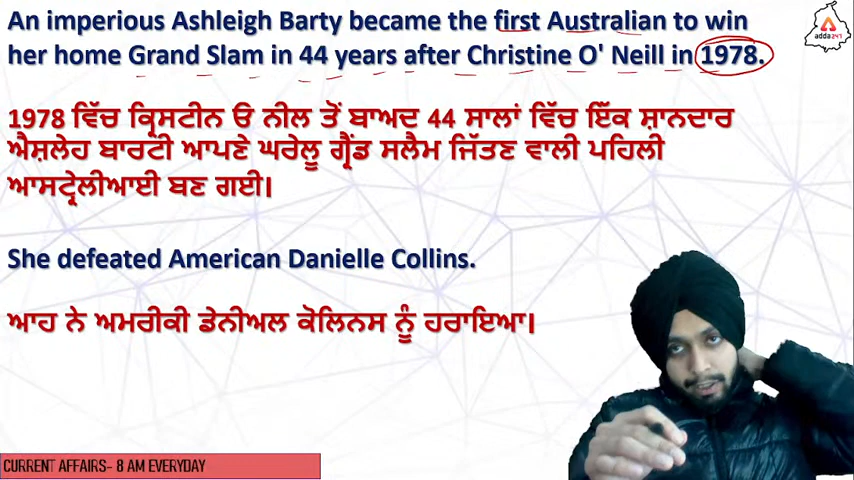 An imperious Ashleigh Barty became the first Australian to win
her home Grand Slam in 44 years after Christine O' Neill in 1978.
adda247
1978 ਵਿੱਚ ਕ੍ਰਿਸਟੀਨ ਓ ਨੀਲ ਤੋਂ ਬਾਅਦ 44 ਸਾਲਾਂ ਵਿੱਚ ਇੱਕ ਸ਼ਾਨਦਾਰ
ਐਸ਼ਲੇਹ ਬਾਰਟੀ ਆਪਣੇ ਘਰੇਲੂ ਗ੍ਰੈਂਡ ਸਲੈਮ ਜਿੱਤਣ ਵਾਲੀ ਪਹਿਲੀ
ਆਸਟ੍ਰੇਲੀਆਈ ਬਣ ਗਈ।
She defeated American Danielle Collins.
ਆਹ ਨੇ ਅਮਰੀਕੀ ਡੇਨੀਅਲ ਕੋਲਿਨਸ ਨੂੰ ਹਰਾਇਆ।
CURRENT AFFAIRS- 8 AM EVERYDAY